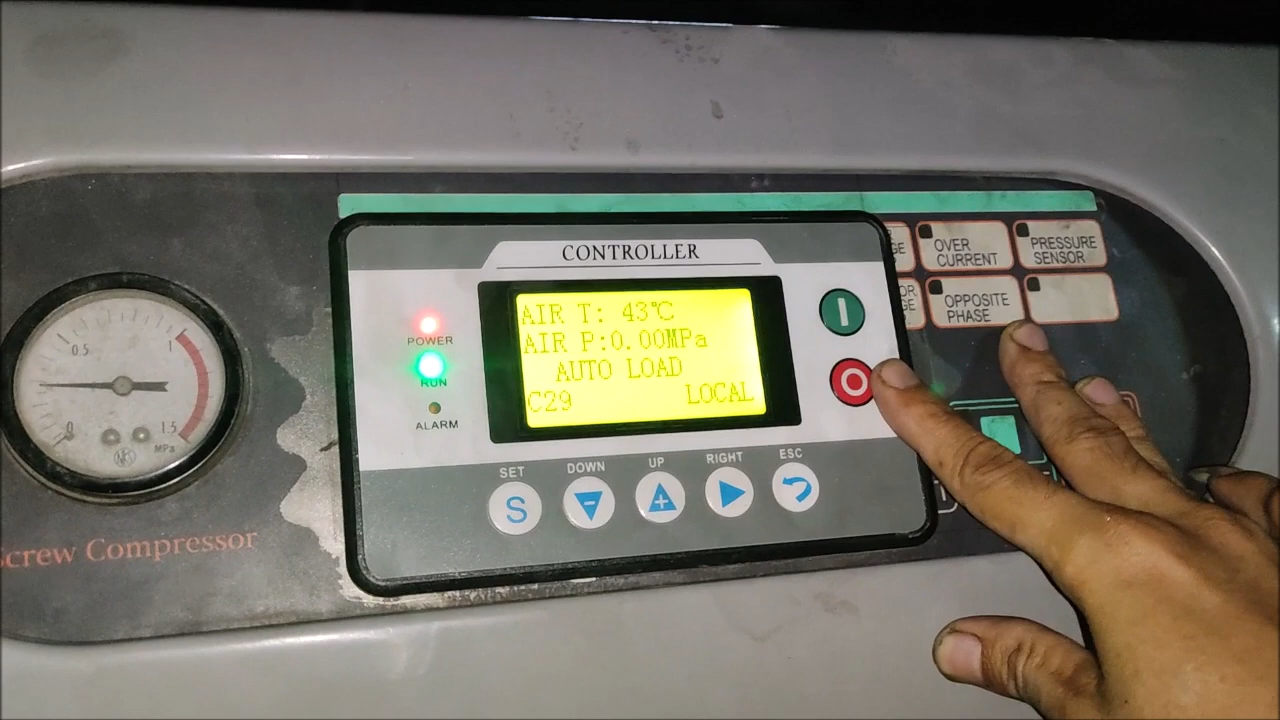 CONTROLLER
AIR T: 43℃
AIR P:0.00MPa
AUTO LOAD
C29 LOCAL
POWER
RUN
ALARM
SET DOWN UP RIGHT ESC
S
OVER
CURRENT
PRESSURE
SENSOR
OPPOSITE
PHASE
0.5
1
0
1.5
MPa
Screw Compressor